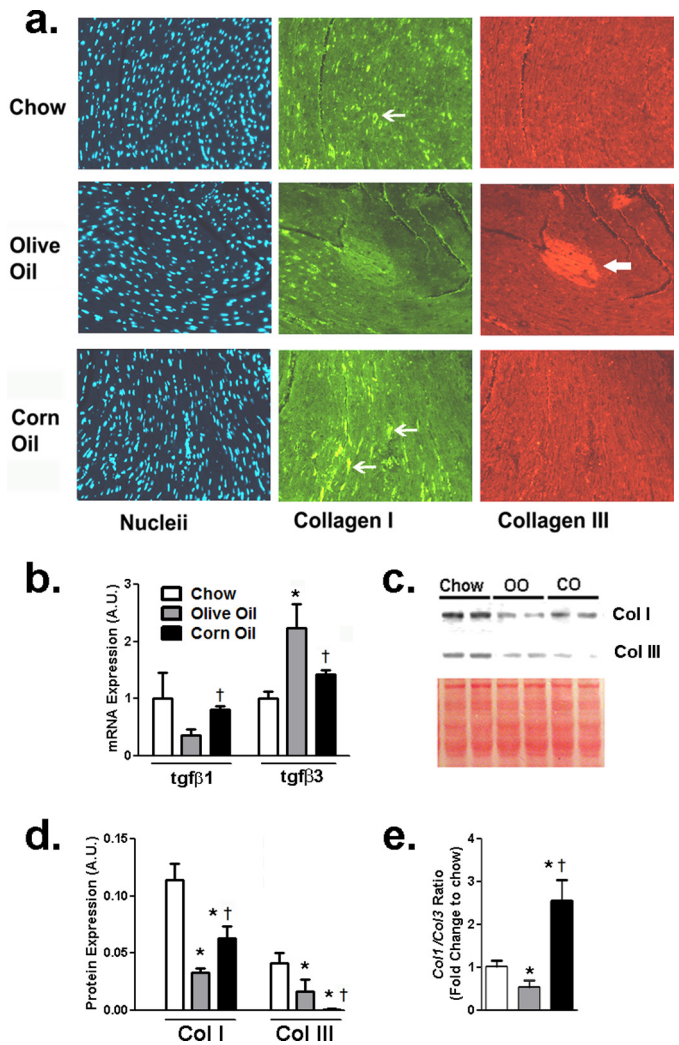 a.
Chow
Olive
Oil
Corn
Oil
Nucleii
Collagen I
Collagen III
b.
mRNA Expression (A.U.)
3
2
1
0
Chow
Olive Oil
Corn Oil
†
*
†
tgfβ1
tgfβ3
c.
Chow
OO
CO
Col I
Col III
d.
Protein Expression (A.U.)
0.15
0.10
0.05
0.00
*
* †
*
* †
Col I
Col III
e.
Col1/Col3 Ratio
(Fold Change to chow)
4
3
2
1
0
*
* †